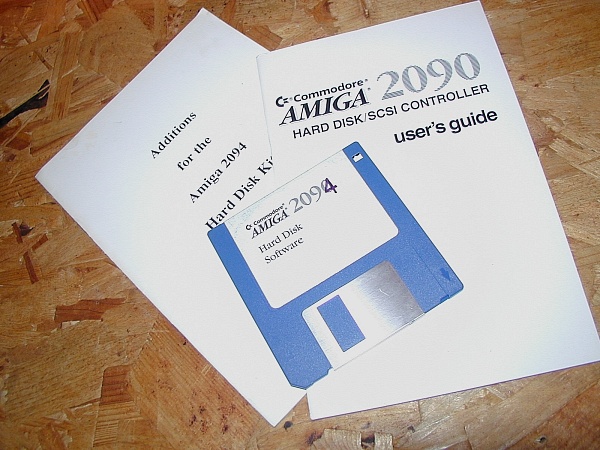 Additions
for the
Amiga 2094
Hard Disk
Commodore
AMIGA 2090
HARD DISK/SCSI CONTROLLER
user's guide
Commodore
AMIGA 2094
Hard Disk
Software